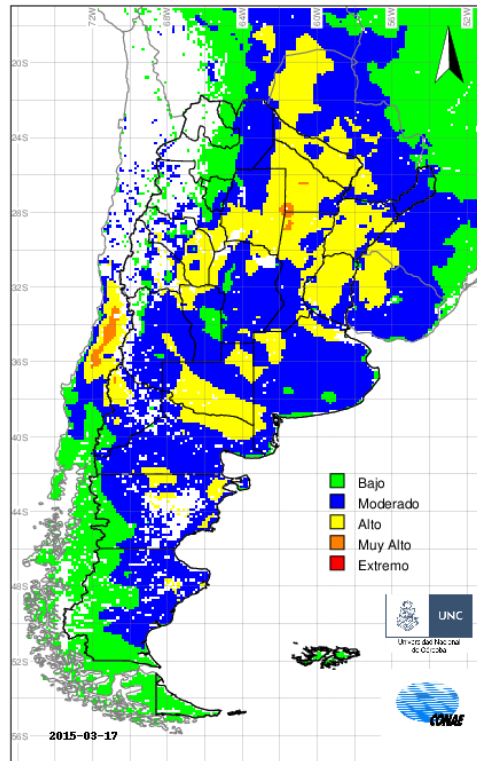 72W 68W 64W 60W 56W 52W
20S
24S
28S
32S
36S
40S
44S
48S
52S
56S
Bajo
Moderado
Alto
Muy Alto
Extremo
UNC
Universidad Nacional
de Córdoba
CONAE
2015-03-17